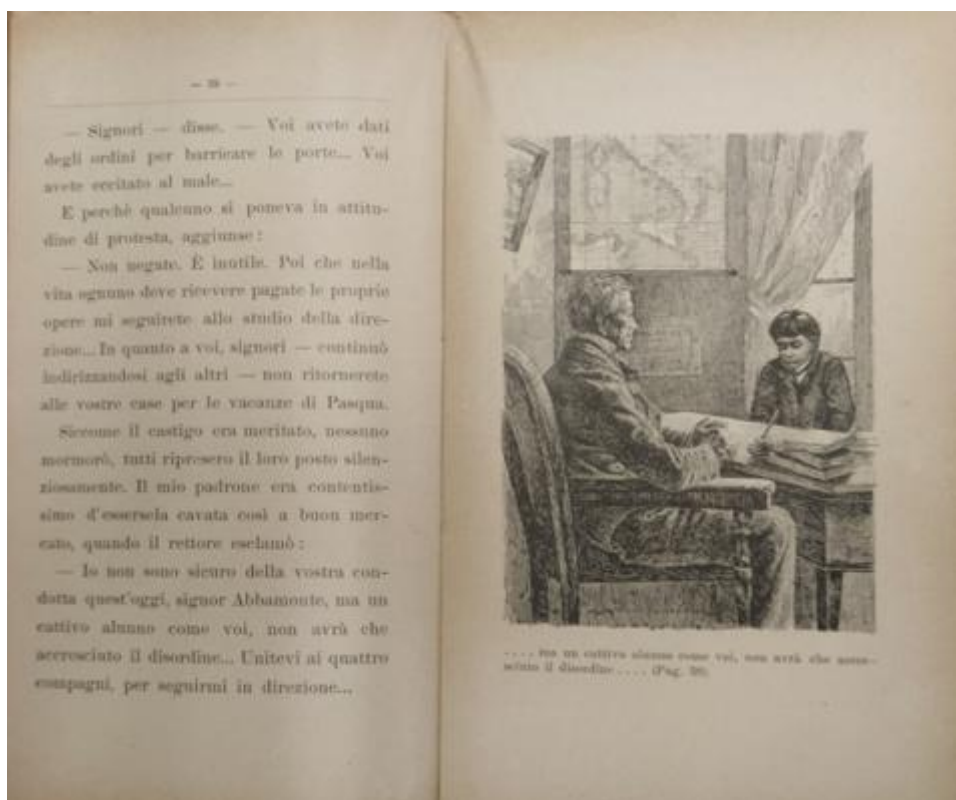 — Signori — disse. — Voi avete dati
degli ordini per barricare le porte... Voi
avete eccitato al male...
E perchè qualcuno si poneva in attitu-
dine di protesta, aggiunse:
— Non negate. È inutile. Poi che nella
vita ognuno deve ricevere pagate le proprie
opere mi seguirete allo studio della dire-
zione... In quanto a voi, signori — continuò
indirizzandosi agli altri — non ritornerete
alle vostre case per le vacanze di Pasqua.
Siccome il castigo era meritato, nessuno
mormorò, tutti ripresero il loro posto silen-
ziosamente. Il mio padrone era contentis-
simo d'essersela cavata così a buon mer-
cato, quando il rettore esclamò:
— Io non sono sicuro della vostra con-
dotta quest'oggi, signor Abbamonte, ma un
cattivo alunno come voi, non avrà che
accresciuto il disordine... Unitevi ai quattro
compagni, per seguirmi in direzione...
.... ma un cattivo alunno come voi, non avrà che accre-
sciuto il disordine .... (Pag.